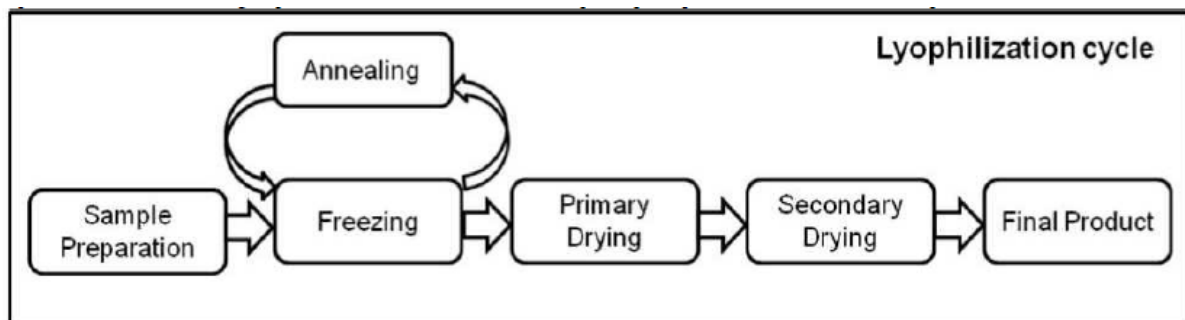 Lyophilization cycle
Annealing
Sample
Preparation
Freezing
Primary
Drying
Secondary
Drying
Final Product